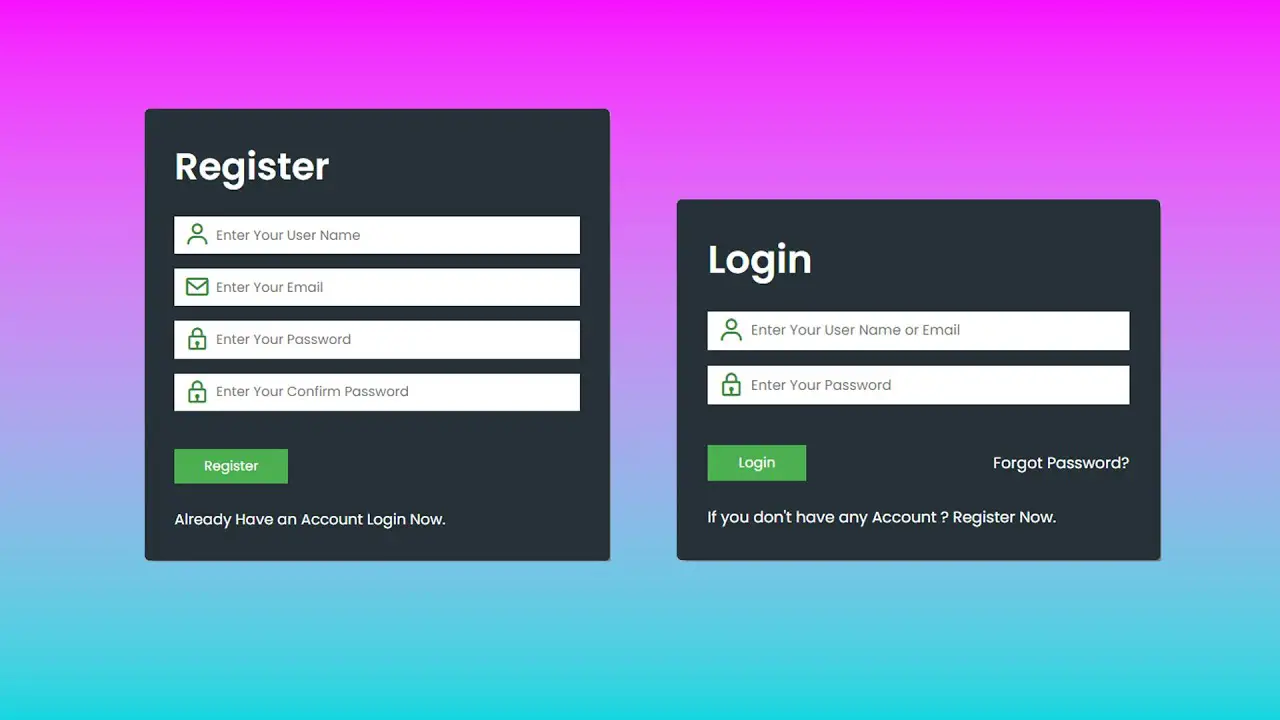 Register
Enter Your User Name
Enter Your Email
Enter Your Password
Enter Your Confirm Password
Register
Already Have an Account Login Now.
Login
Enter Your User Name or Email
Enter Your Password
Login
Forgot Password?
If you don't have any Account ? Register Now.